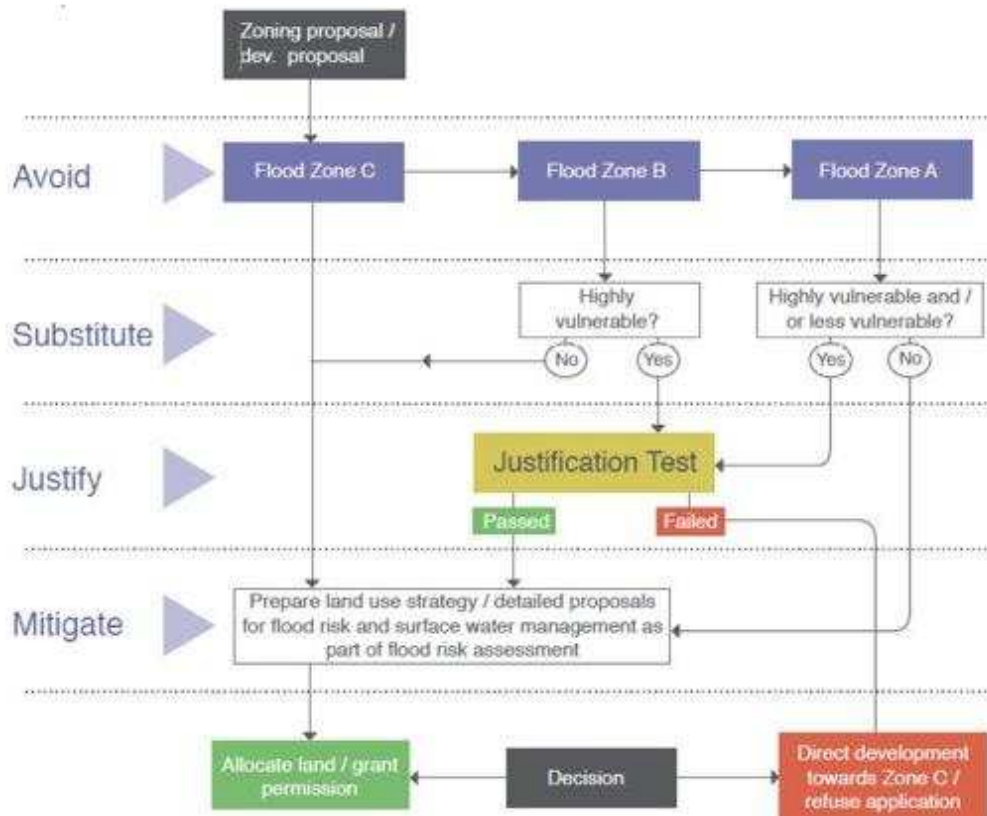 Zoning proposal /
dev. proposal
Avoid
Flood Zone C
Flood Zone B
Flood Zone A
Substitute
Highly
vulnerable?
No
Yes
Highly vulnerable and /
or less vulnerable?
Yes
No
Justify
Justification Test
Passed
Failed
Mitigate
Prepare land use strategy / detailed proposals
for flood risk and surface water management as
part of flood risk assessment
Allocate land / grant
permission
Decision
Direct development
towards Zone C /
refuse application